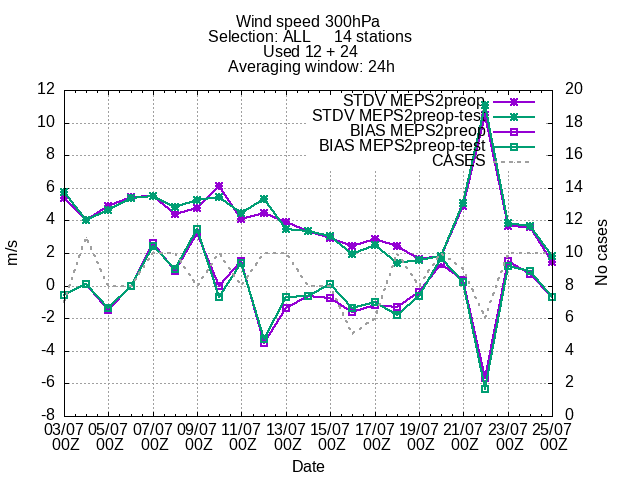 Wind speed 300hPa
Selection: ALL 14 stations
Used 12 + 24
Averaging window: 24h
STDV MEPS2preop
STDV MEPS2preop-test
BIAS MEPS2preop
BIAS MEPS2preop-test
CASES
12
10
8
6
4
2
0
-2
-4
-6
-8
m/s
20
18
16
14
12
10
8
6
4
2
0
No cases
03/07 05/07 07/07 09/07 11/07 13/07 15/07 17/07 19/07 21/07 23/07 25/07
00Z 00Z 00Z 00Z 00Z 00Z 00Z 00Z 00Z 00Z 00Z 00Z
Date